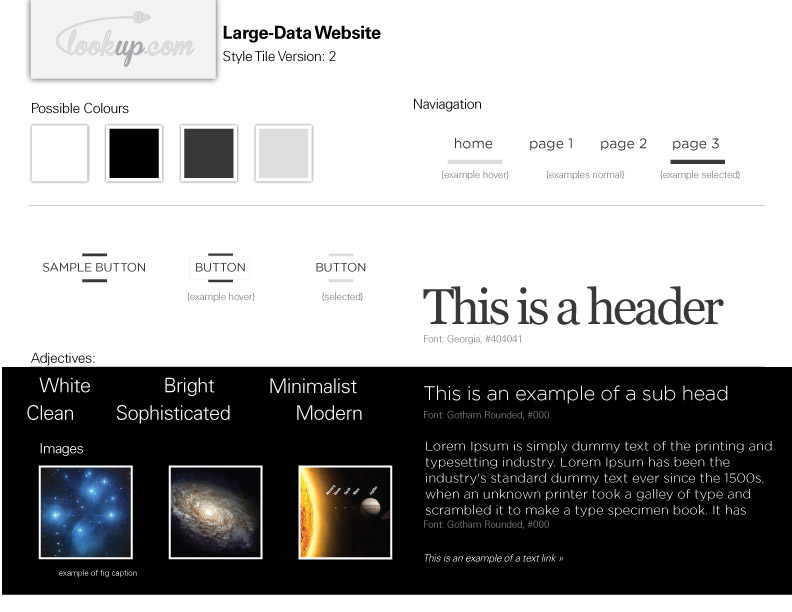 lookup.com
Large-Data Website
Style Tile Version: 2
Possible Colours
Naviagation
home page 1 page 2 page 3
(example hover) (examples normal) (example selected)
SAMPLE BUTTON BUTTON BUTTON
(example hover) (selected)
This is a header
Font: Georgia, #404041
Adjectives:
White Bright Minimalist
Clean Sophisticated Modern
This is an example of a sub head
Font: Gotham Rounded, #000
Images
example of fig caption
Lorem Ipsum is simply dummy text of the printing and
typesetting industry. Lorem Ipsum has been the
industry's standard dummy text ever since the 1500s,
when an unknown printer took a galley of type and
scrambled it to make a type specimen book. It has
Font: Gotham Rounded, #000
This is an example of a text link »